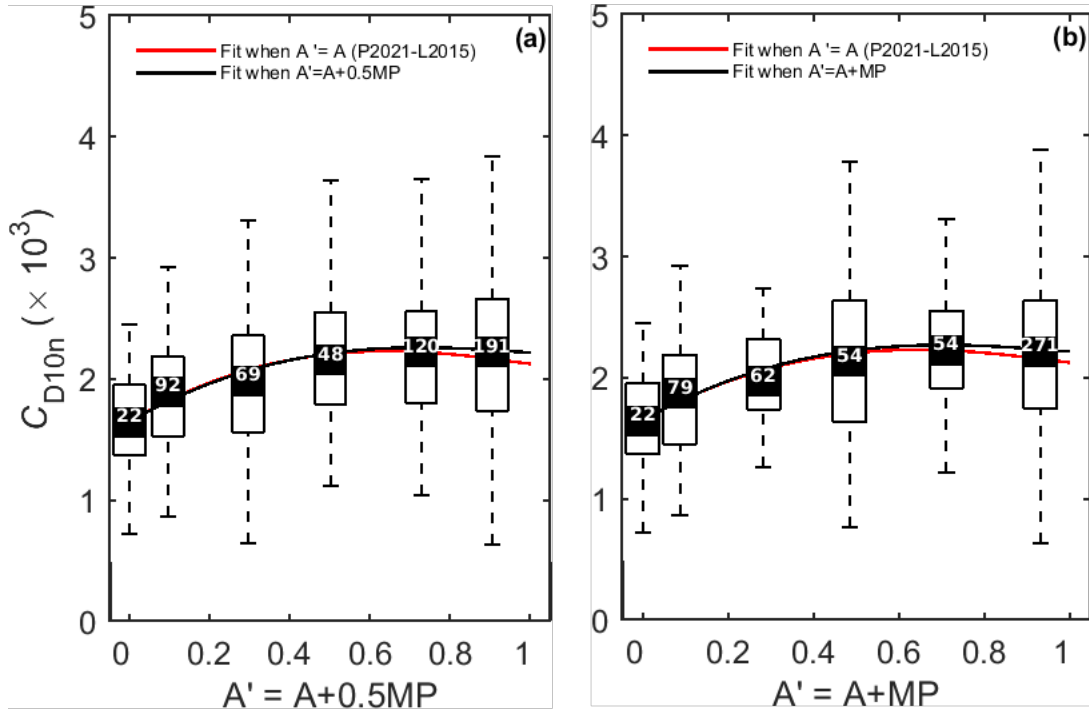 (a)
Fit when A '= A (P2021-L2015)
Fit when A'=A+0.5MP
5
4
3
2
1
0
C_D10n (× 10^3)
22
92
69
48
120
191
0 0.2 0.4 0.6 0.8 1
A' = A+0.5MP
(b)
Fit when A '= A (P2021-L2015)
Fit when A'=A+MP
5
4
3
2
1
0
22
79
62
54
54
271
0 0.2 0.4 0.6 0.8 1
A' = A+MP